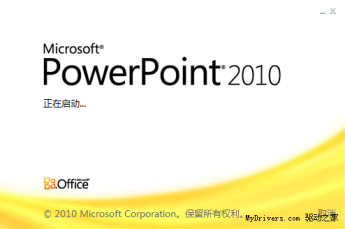 Microsoft®
PowerPoint® 2010
正在启动...
Microsoft®
Office
© 2010 Microsoft Corporation。保留所有权利。
取消
MyDrivers.com 驱动之家